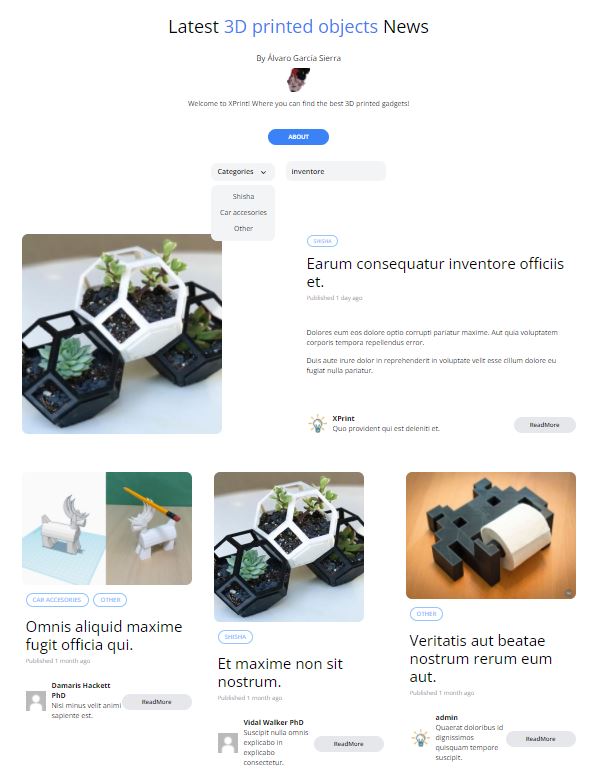 Latest 3D printed objects News
By Álvaro García Sierra
Welcome to XPrint! Where you can find the best 3D printed gadgets!
ABOUT
Categories
inventore
Shisha
Car accesories
Other
SHISHA
Earum consequatur inventore officiis
et.
Published 1 day ago
Dolores eum eos dolore optio corrupti pariatur maxime. Aut quia voluptatem
corporis tempora repellendus error.
Duis aute irure dolor in reprehenderit in voluptate velit esse cillum dolore eu
fugiat nulla pariatur.
XPrint
Quo provident qui est deleniti et.
ReadMore
CAR ACCESORIES
OTHER
Omnis aliquid maxime
fugit officia qui.
Published 1 month ago
Damaris Hackett
PhD
Nisi minus velit animi
sapiente est.
ReadMore
SHISHA
Et maxime non sit
nostrum.
Published 1 month ago
Vidal Walker PhD
Suscipit nulla omnis
explicabo in
explicabo
consectetur.
ReadMore
OTHER
Veritatis aut beatae
nostrum rerum eum
aut.
Published 1 month ago
admin
Quaerat doloribus id
dignissimos
quisquam tempore
suscipit.
ReadMore